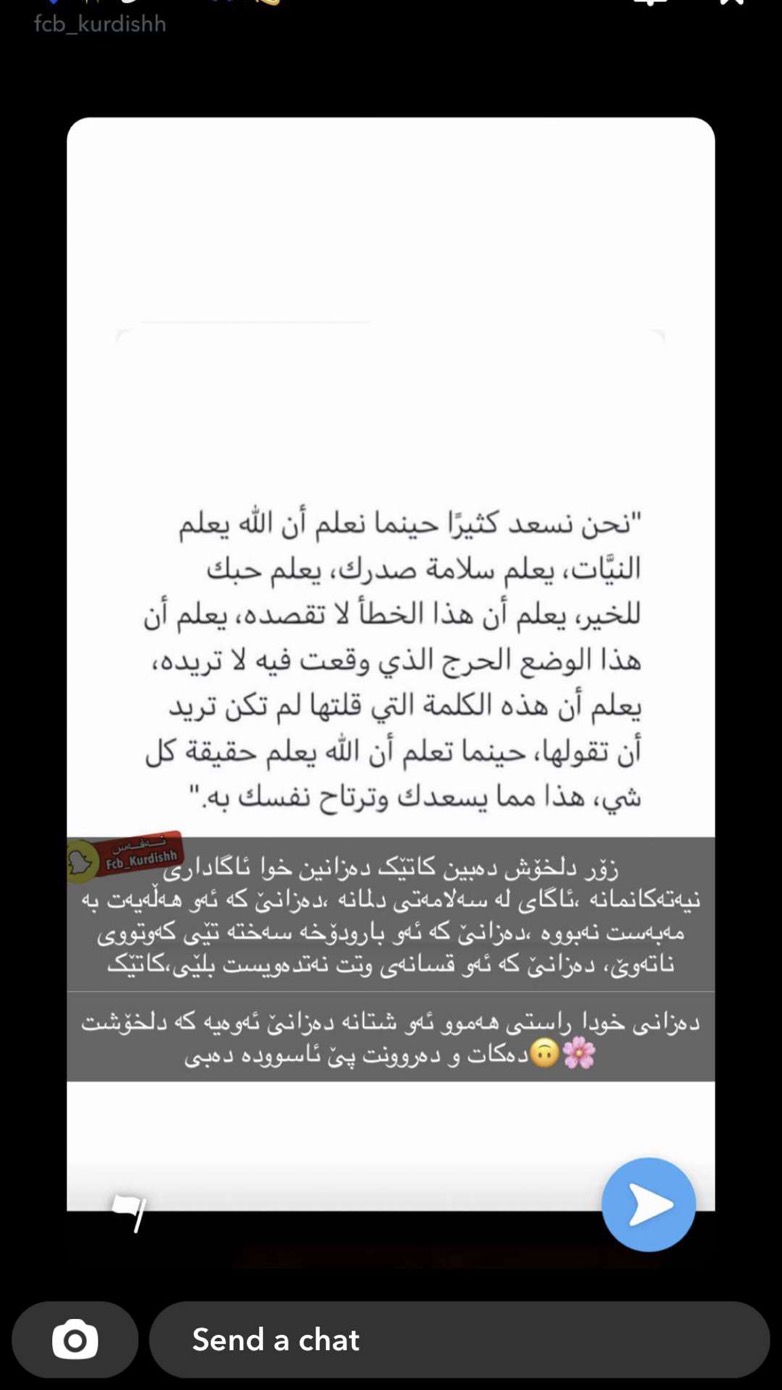 fcb_kurdishh
"نحن نسعد كثيرًا حينما نعلم أن الله يعلم
النيَّات، يعلم سلامة صدرك، يعلم حبك
للخير، يعلم أن هذا الخطأ لا تقصده، يعلم أن
هذا الوضع الحرج الذي وقعت فيه لا تريده،
يعلم أن هذه الكلمة التي قلتها لم تكن تريد
أن تقولها، حينما تعلم أن الله يعلم حقيقة كل
شي، هذا مما يسعدك وترتاح نفسك به."
نەفەس
Fcb_Kurdishh
زۆر دلخۆش دەبین کاتێک دەزانین خوا ئاگاداری
نیەتەکانمانە ،ئاگای لە سەلامەتی دلمانە ،دەزانێ کە ئەو هەڵەیەت بە
مەبەست نەبووە ،دەزانێ کە ئەو بارودۆخە سەختە تێی کەوتووی
ناتەوێ، دەزانێ کە ئەو قسانەی وتت نەتدەویست بلێی،کاتێک
دەزانی خودا راستی هەموو ئەو شتانە دەزانێ ئەوەیە کە دلخۆشت
🌸🙃دەکات و دەروونت پێ ئاسوودە دەبی
Send a chat